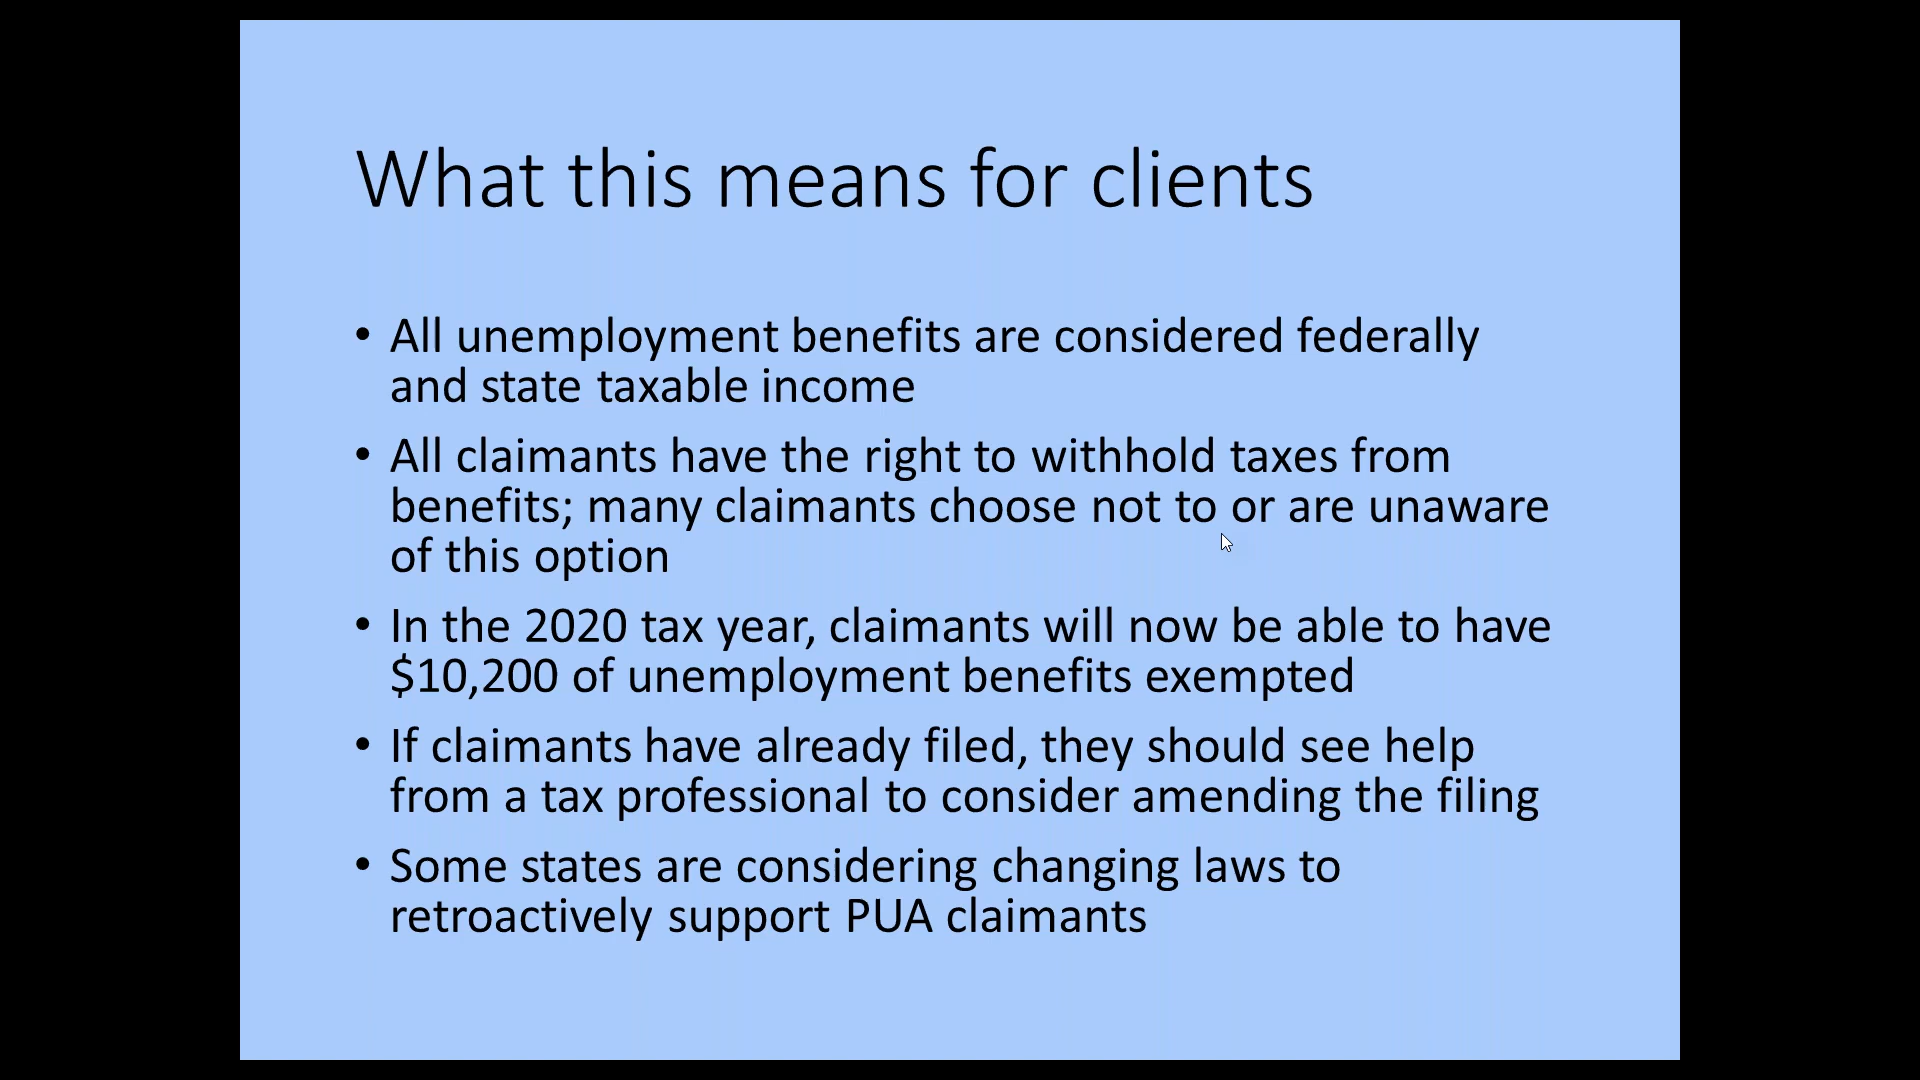 What this means for clients
• All unemployment benefits are considered federally
and state taxable income
• All claimants have the right to withhold taxes from
benefits; many claimants choose not to or are unaware
of this option
• In the 2020 tax year, claimants will now be able to have
$10,200 of unemployment benefits exempted
• If claimants have already filed, they should see help
from a tax professional to consider amending the filing
• Some states are considering changing laws to
retroactively support PUA claimants